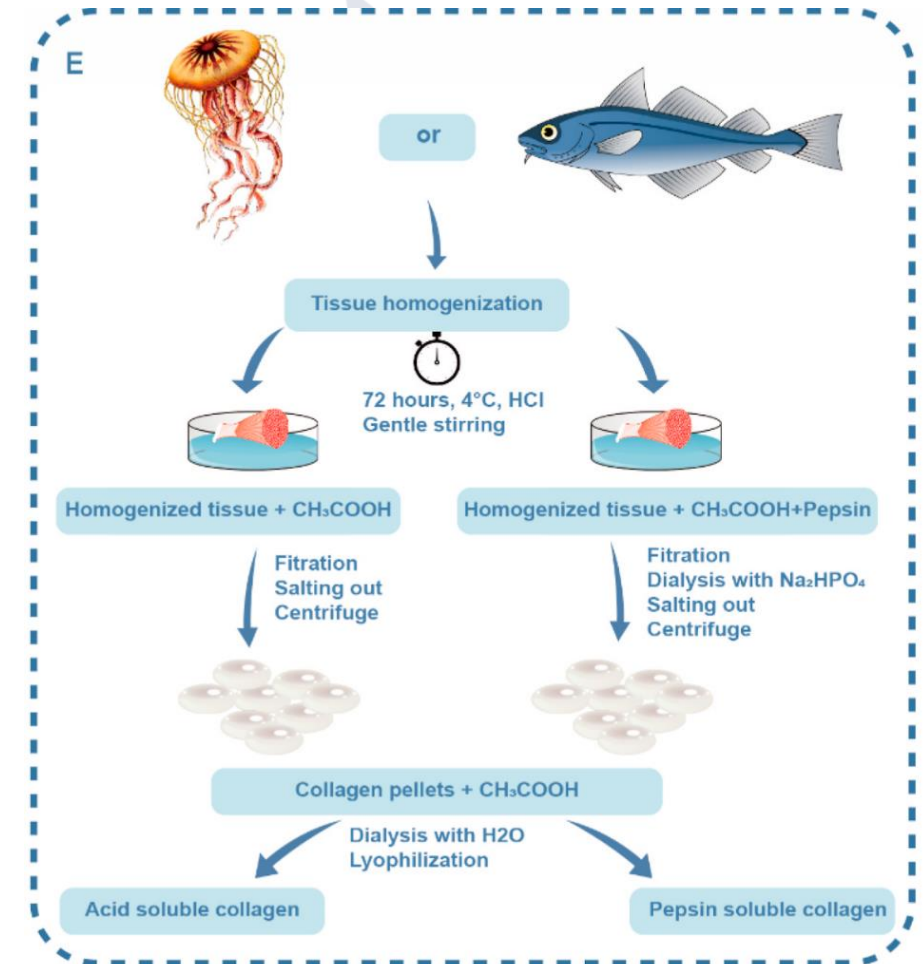 E
or
Tissue homogenization
72 hours, 4°C, HCl
Gentle stirring
Homogenized tissue + CH₃COOH
Homogenized tissue + CH₃COOH+Pepsin
Fitration
Salting out
Centrifuge
Fitration
Dialysis with Na₂HPO₄
Salting out
Centrifuge
Collagen pellets + CH₃COOH
Dialysis with H2O
Lyophilization
Acid soluble collagen
Pepsin soluble collagen